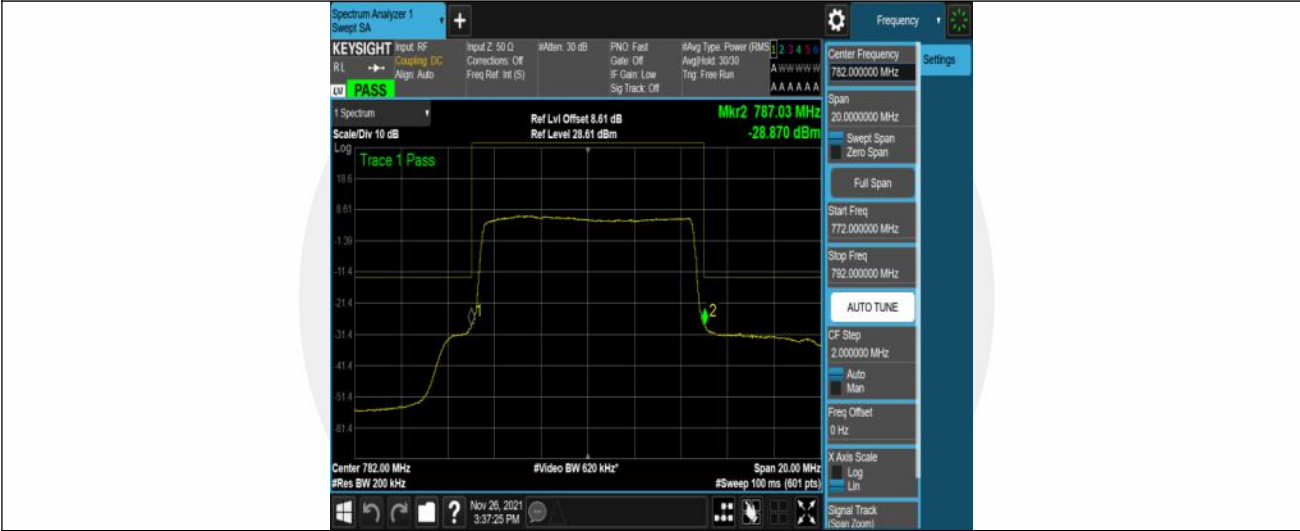 Spectrum Analyzer 1
Swept SA
+
Frequency
KEYSIGHT
RL
Input: RF
Coupling: DC
Align: Auto
Input Z: 50 Ω
Corrections: Off
Freq Ref: Int (S)
#Atten: 30 dB
PNO: Fast
Gate: Off
IF Gain: Low
Sig Track: Off
#Avg Type: Power (RMS
Avg|Hold: 30/30
Trig: Free Run
1 2 3 4 5 6
A W W W W W
A A A A A A
PASS
1 Spectrum
Scale/Div 10 dB
Ref Lvl Offset 8.61 dB
Ref Level 28.61 dBm
Mkr2 787.03 MHz
-28.870 dBm
Log
Trace 1 Pass
18.6
8.61
-1.39
-11.4
-21.4
-31.4
-41.4
-51.4
-61.4
1
2
Center 782.00 MHz
#Res BW 200 kHz
#Video BW 620 kHz*
Span 20.00 MHz
#Sweep 100 ms (601 pts)
Center Frequency
782.000000 MHz
Settings
Span
20.0000000 MHz
Swept Span
Zero Span
Full Span
Start Freq
772.000000 MHz
Stop Freq
792.000000 MHz
AUTO TUNE
CF Step
2.000000 MHz
Auto
Man
Freq Offset
0 Hz
X Axis Scale
Log
Lin
Signal Track
(Span Zoom)
?
Nov 26, 2021
3:37:25 PM